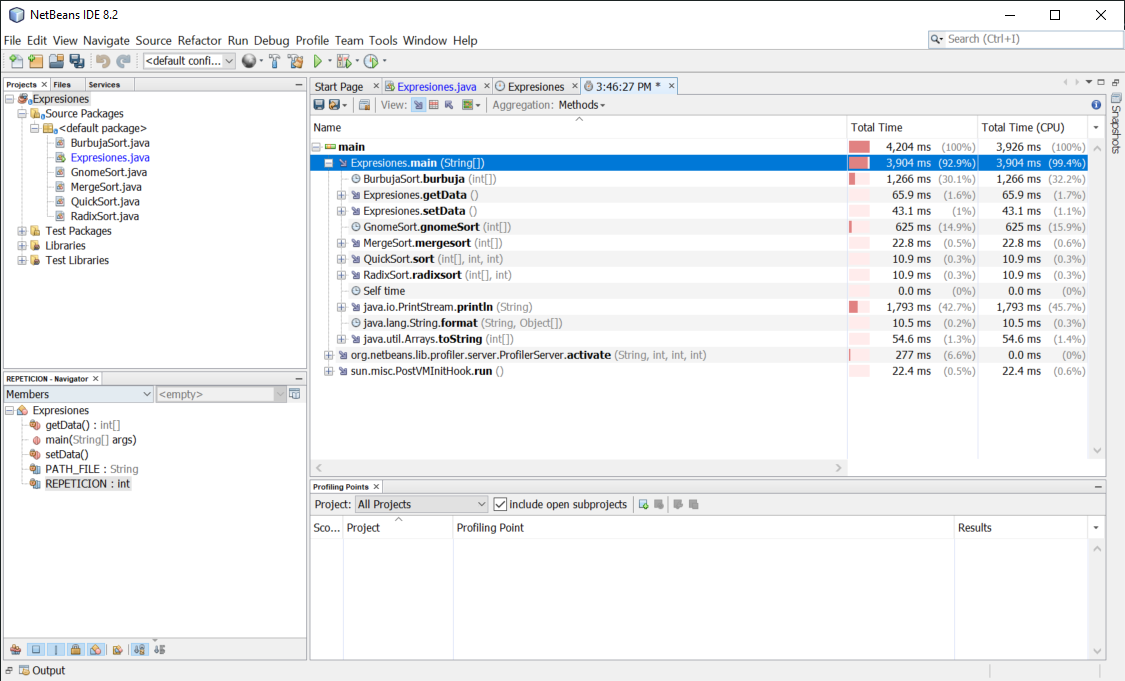 NetBeans IDE 8.2
File Edit View Navigate Source Refactor Run Debug Profile Team Tools Window Help
Search (Ctrl+I)
<default confi...
Projects Files Services
Expresiones
Source Packages
<default package>
BurbujaSort.java
Expresiones.java
GnomeSort.java
MergeSort.java
QuickSort.java
RadixSort.java
Test Packages
Libraries
Test Libraries
REPETICION - Navigator
Members <empty>
Expresiones
getData() : int[]
main(String[] args)
setData()
PATH_FILE : String
REPETICION : int
Start Page Expresiones.java Expresiones 3:46:27 PM *
View: Aggregation: Methods
Name Total Time Total Time (CPU)
main 4,204 ms (100%) 3,926 ms (100%)
Expresiones.main (String[]) 3,904 ms (92.9%) 3,904 ms (99.4%)
BurbujaSort.burbuja (int[]) 1,266 ms (30.1%) 1,266 ms (32.2%)
Expresiones.getData () 65.9 ms (1.6%) 65.9 ms (1.7%)
Expresiones.setData () 43.1 ms (1%) 43.1 ms (1.1%)
GnomeSort.gnomeSort (int[]) 625 ms (14.9%) 625 ms (15.9%)
MergeSort.mergesort (int[]) 22.8 ms (0.5%) 22.8 ms (0.6%)
QuickSort.sort (int[], int, int) 10.9 ms (0.3%) 10.9 ms (0.3%)
RadixSort.radixsort (int[], int) 10.9 ms (0.3%) 10.9 ms (0.3%)
Self time 0.0 ms (0%) 0.0 ms (0%)
java.io.PrintStream.println (String) 1,793 ms (42.7%) 1,793 ms (45.7%)
java.lang.String.format (String, Object[]) 10.5 ms (0.2%) 10.5 ms (0.3%)
java.util.Arrays.toString (int[]) 54.6 ms (1.3%) 54.6 ms (1.4%)
org.netbeans.lib.profiler.server.ProfilerServer.activate (String, int, int, int) 277 ms (6.6%) 0.0 ms (0%)
sun.misc.PostVMInitHook.run () 22.4 ms (0.5%) 22.4 ms (0.6%)
Snapshots
Profiling Points
Project: All Projects Include open subprojects
Sco... Project Profiling Point Results
Output